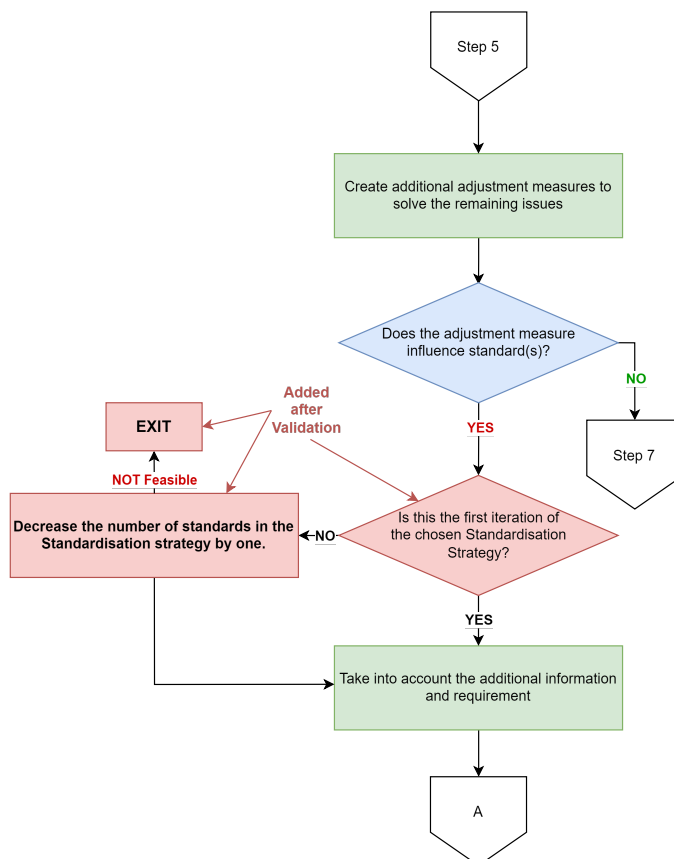 Step 5
Create additional adjustment measures to
solve the remaining issues
Does the adjustment measure
influence standard(s)?
NO
Step 7
YES
Added
after
Validation
EXIT
NOT Feasible
Decrease the number of standards in the
Standardisation strategy by one.
NO
Is this the first iteration of
the chosen Standardisation
Strategy?
YES
Take into account the additional information
and requirement
A